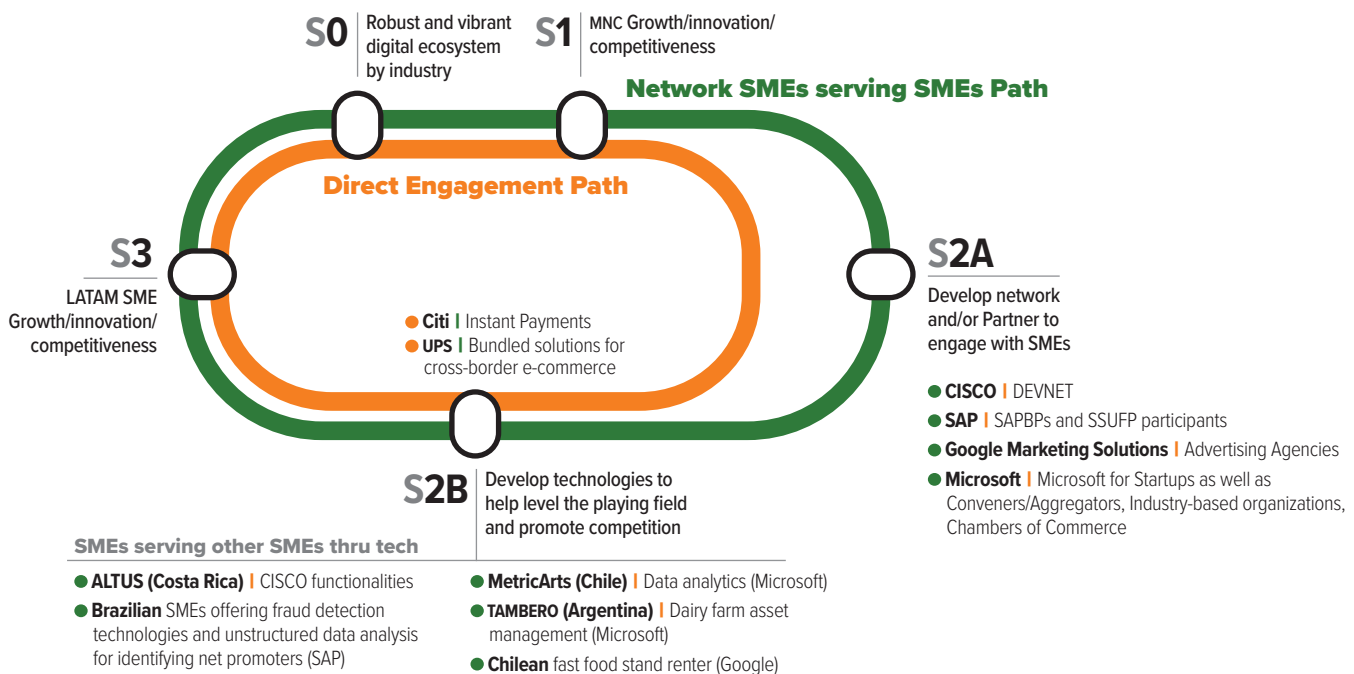 S0
Robust and vibrant
digital ecosystem
by industry
S1
MNC Growth/innovation/
competitiveness
Network SMEs serving SMEs Path
Direct Engagement Path
S3
LATAM SME
Growth/innovation/
competitiveness
Citi | Instant Payments
UPS | Bundled solutions for
cross-border e-commerce
S2A
Develop network
and/or Partner to
engage with SMEs
CISCO | DEVNET
SAP | SAPBPs and SSUFP participants
Google Marketing Solutions | Advertising Agencies
Microsoft | Microsoft for Startups as well as
Conveners/Aggregators, Industry-based organizations,
Chambers of Commerce
S2B
Develop technologies to
help level the playing field
and promote competition
SMEs serving other SMEs thru tech
ALTUS (Costa Rica) | CISCO functionalities
Brazilian SMEs offering fraud detection
technologies and unstructured data analysis
for identifying net promoters (SAP)
MetricArts (Chile) | Data analytics (Microsoft)
TAMBERO (Argentina) | Dairy farm asset
management (Microsoft)
Chilean fast food stand renter (Google)